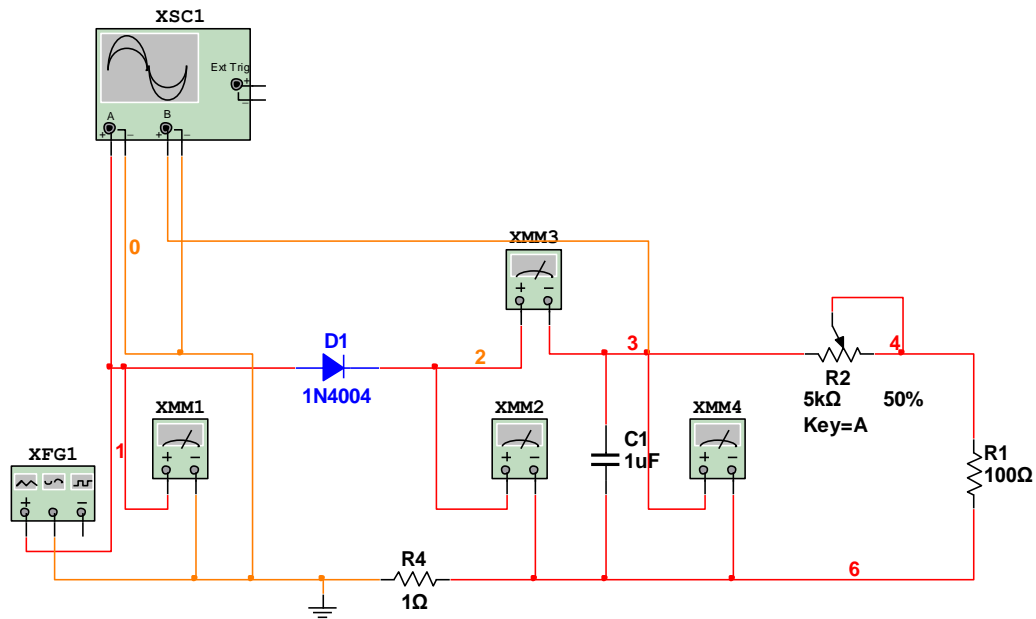 XSC1
Ext Trig
+
_
A
B
+ _ + _
0
XMM3
+ −
D1
2
3
4
1N4004
R2
5kΩ 50%
Key=A
XMM1
XMM2
XMM4
1
C1
1uF
R1
100Ω
XFG1
+ −
+ −
+ −
+ −
R4
1Ω
6